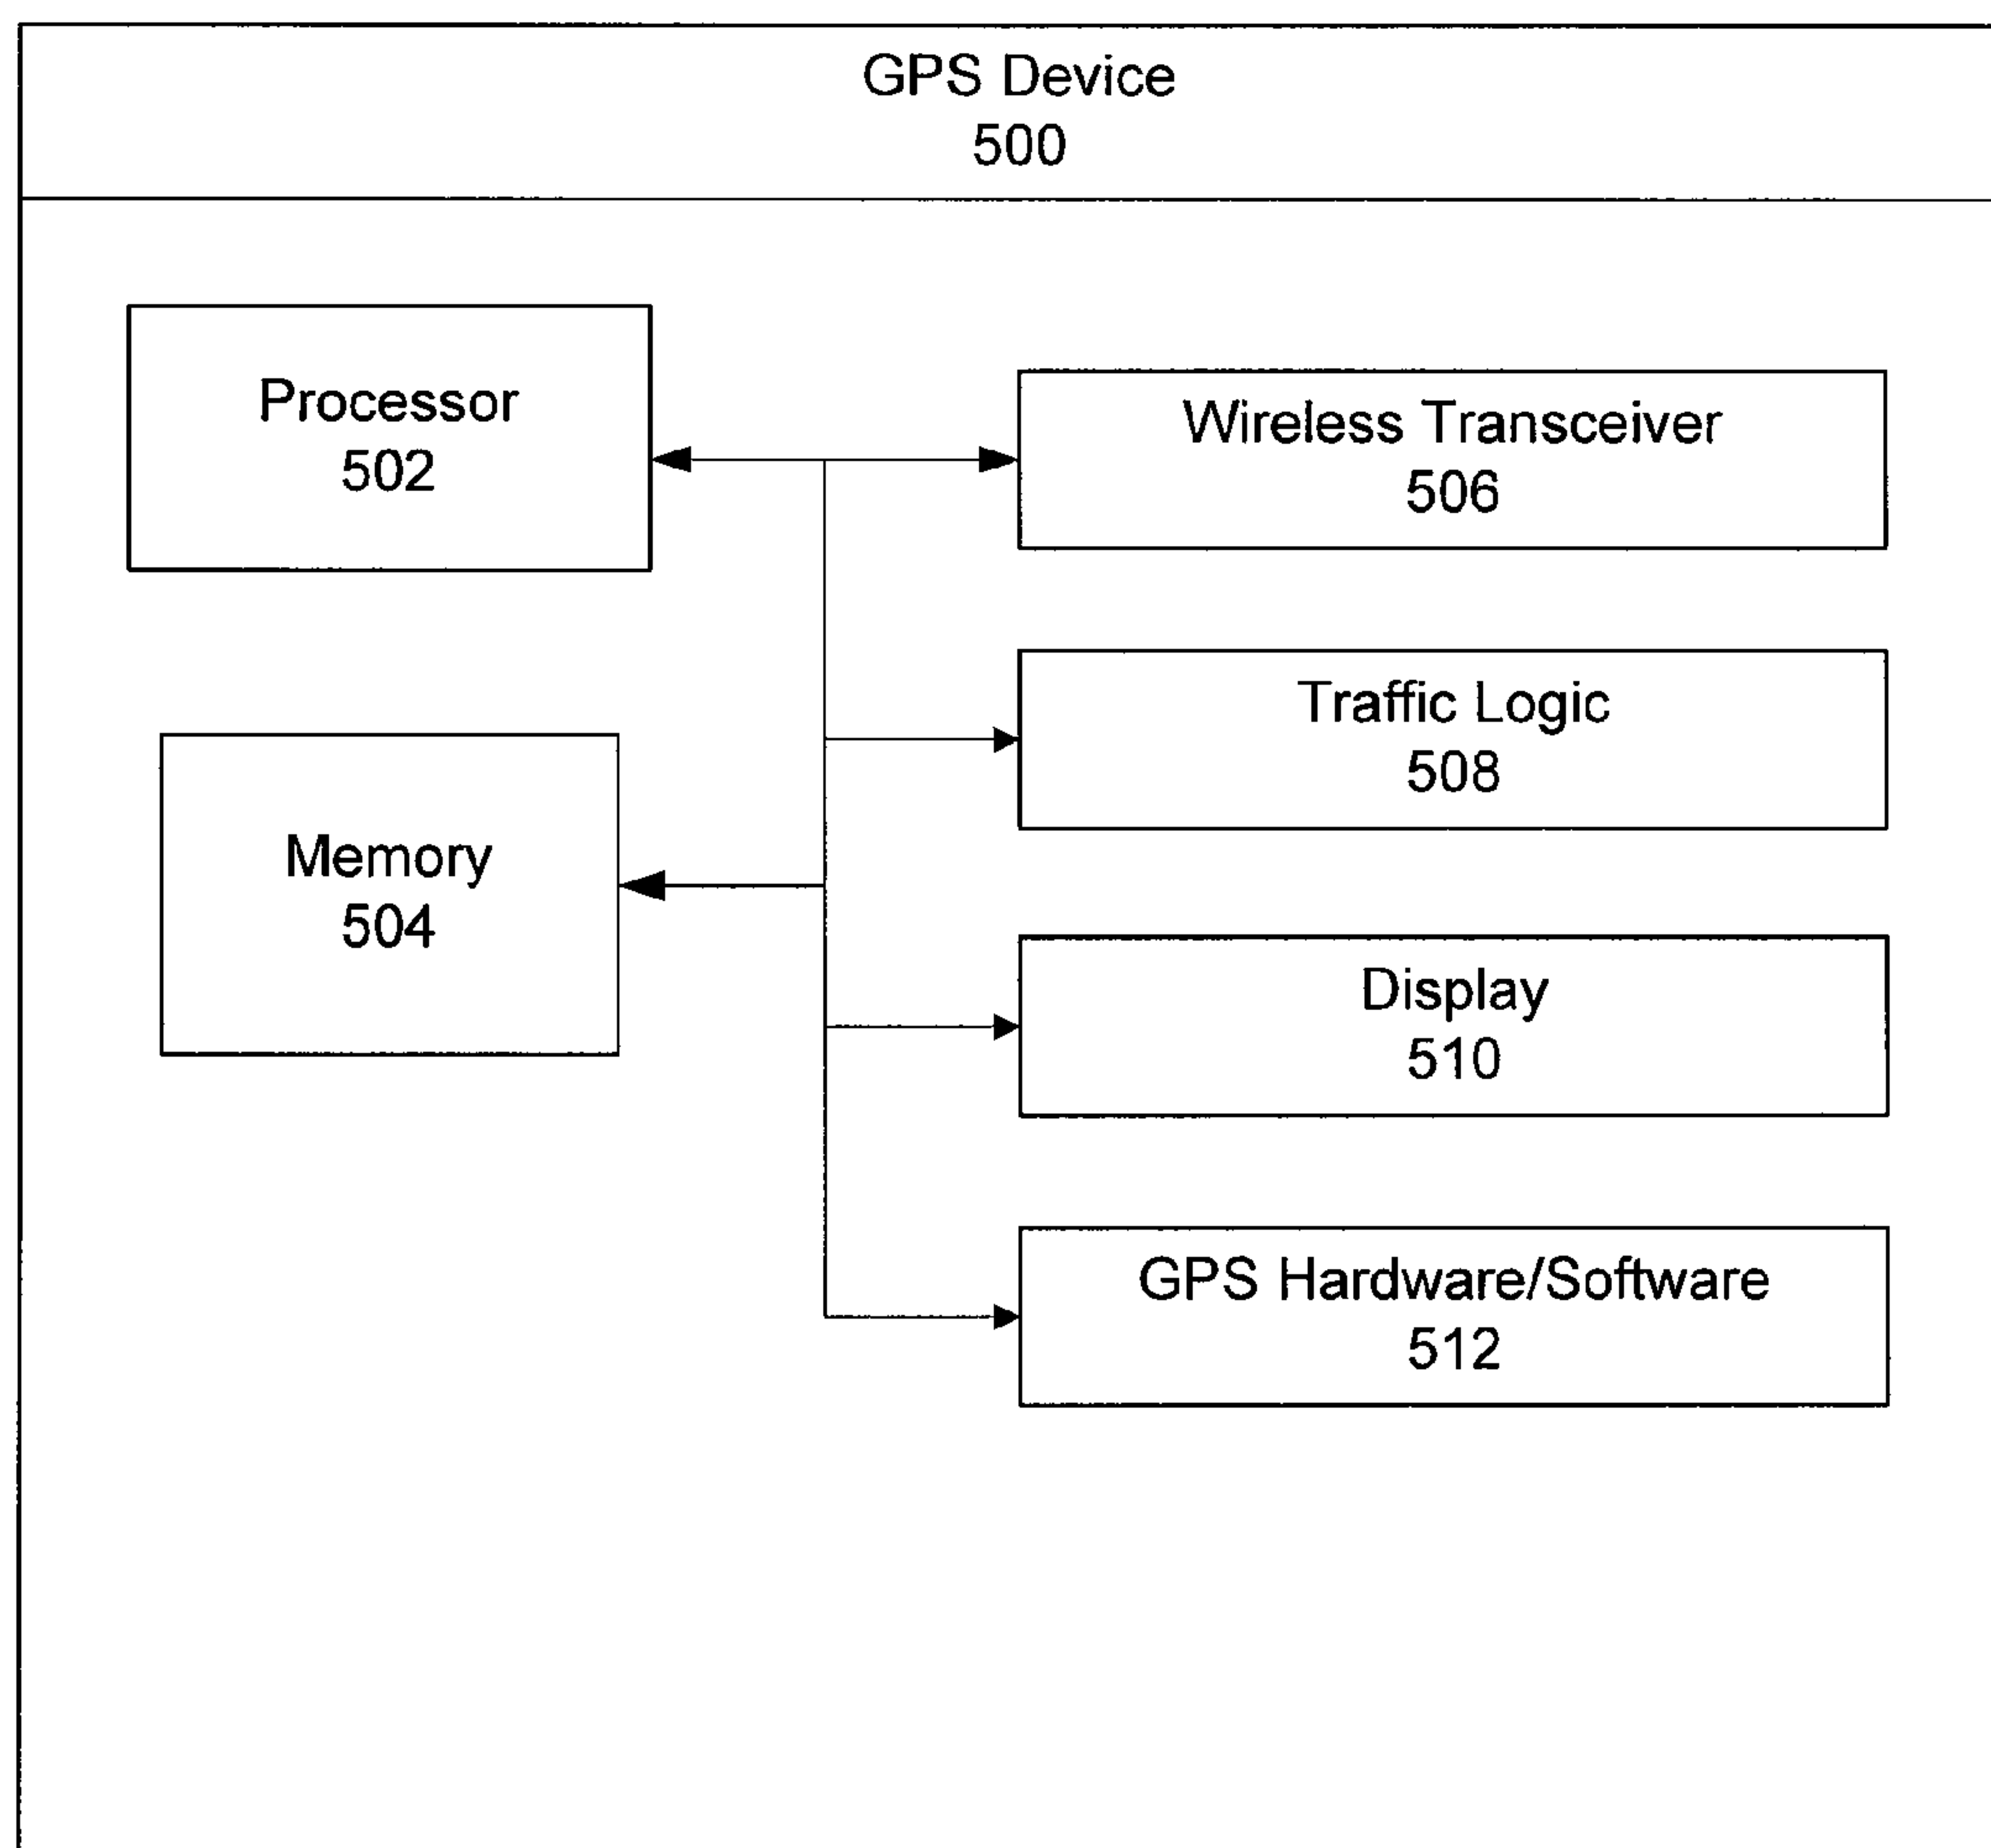 GPS Device
500
Processor
502
Wireless Transceiver
506
Traffic Logic
508
Memory
504
Display
510
GPS Hardware/Software
512